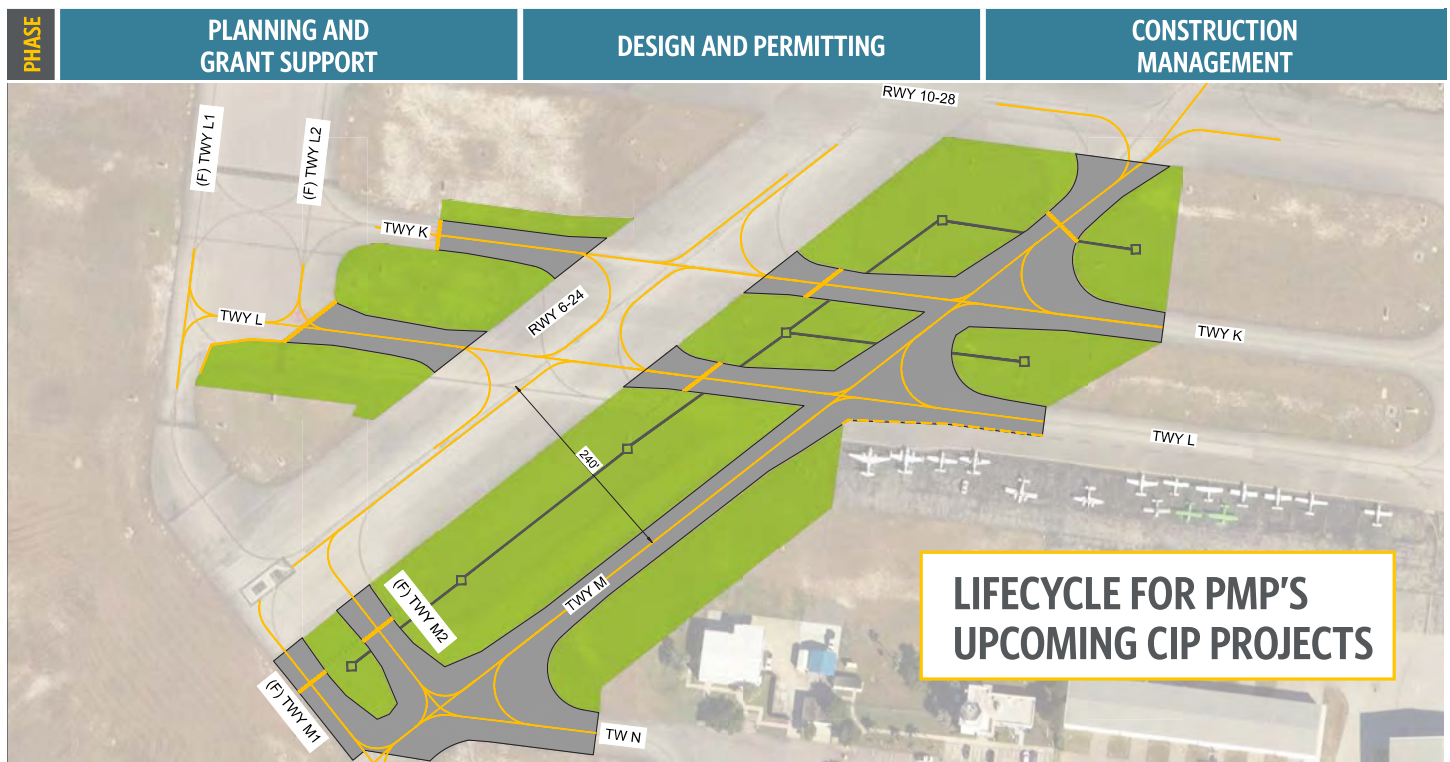 PHASE
PLANNING AND
GRANT SUPPORT
DESIGN AND PERMITTING
CONSTRUCTION
MANAGEMENT
RWY 10-28
(F) TWY L1
(F) TWY L2
TWY K
TWY L
RWY 6-24
TWY K
TWY L
240'
TWY M
(F) TWY M2
(F) TWY M1
TW N
LIFECYCLE FOR PMP'S
UPCOMING CIP PROJECTS